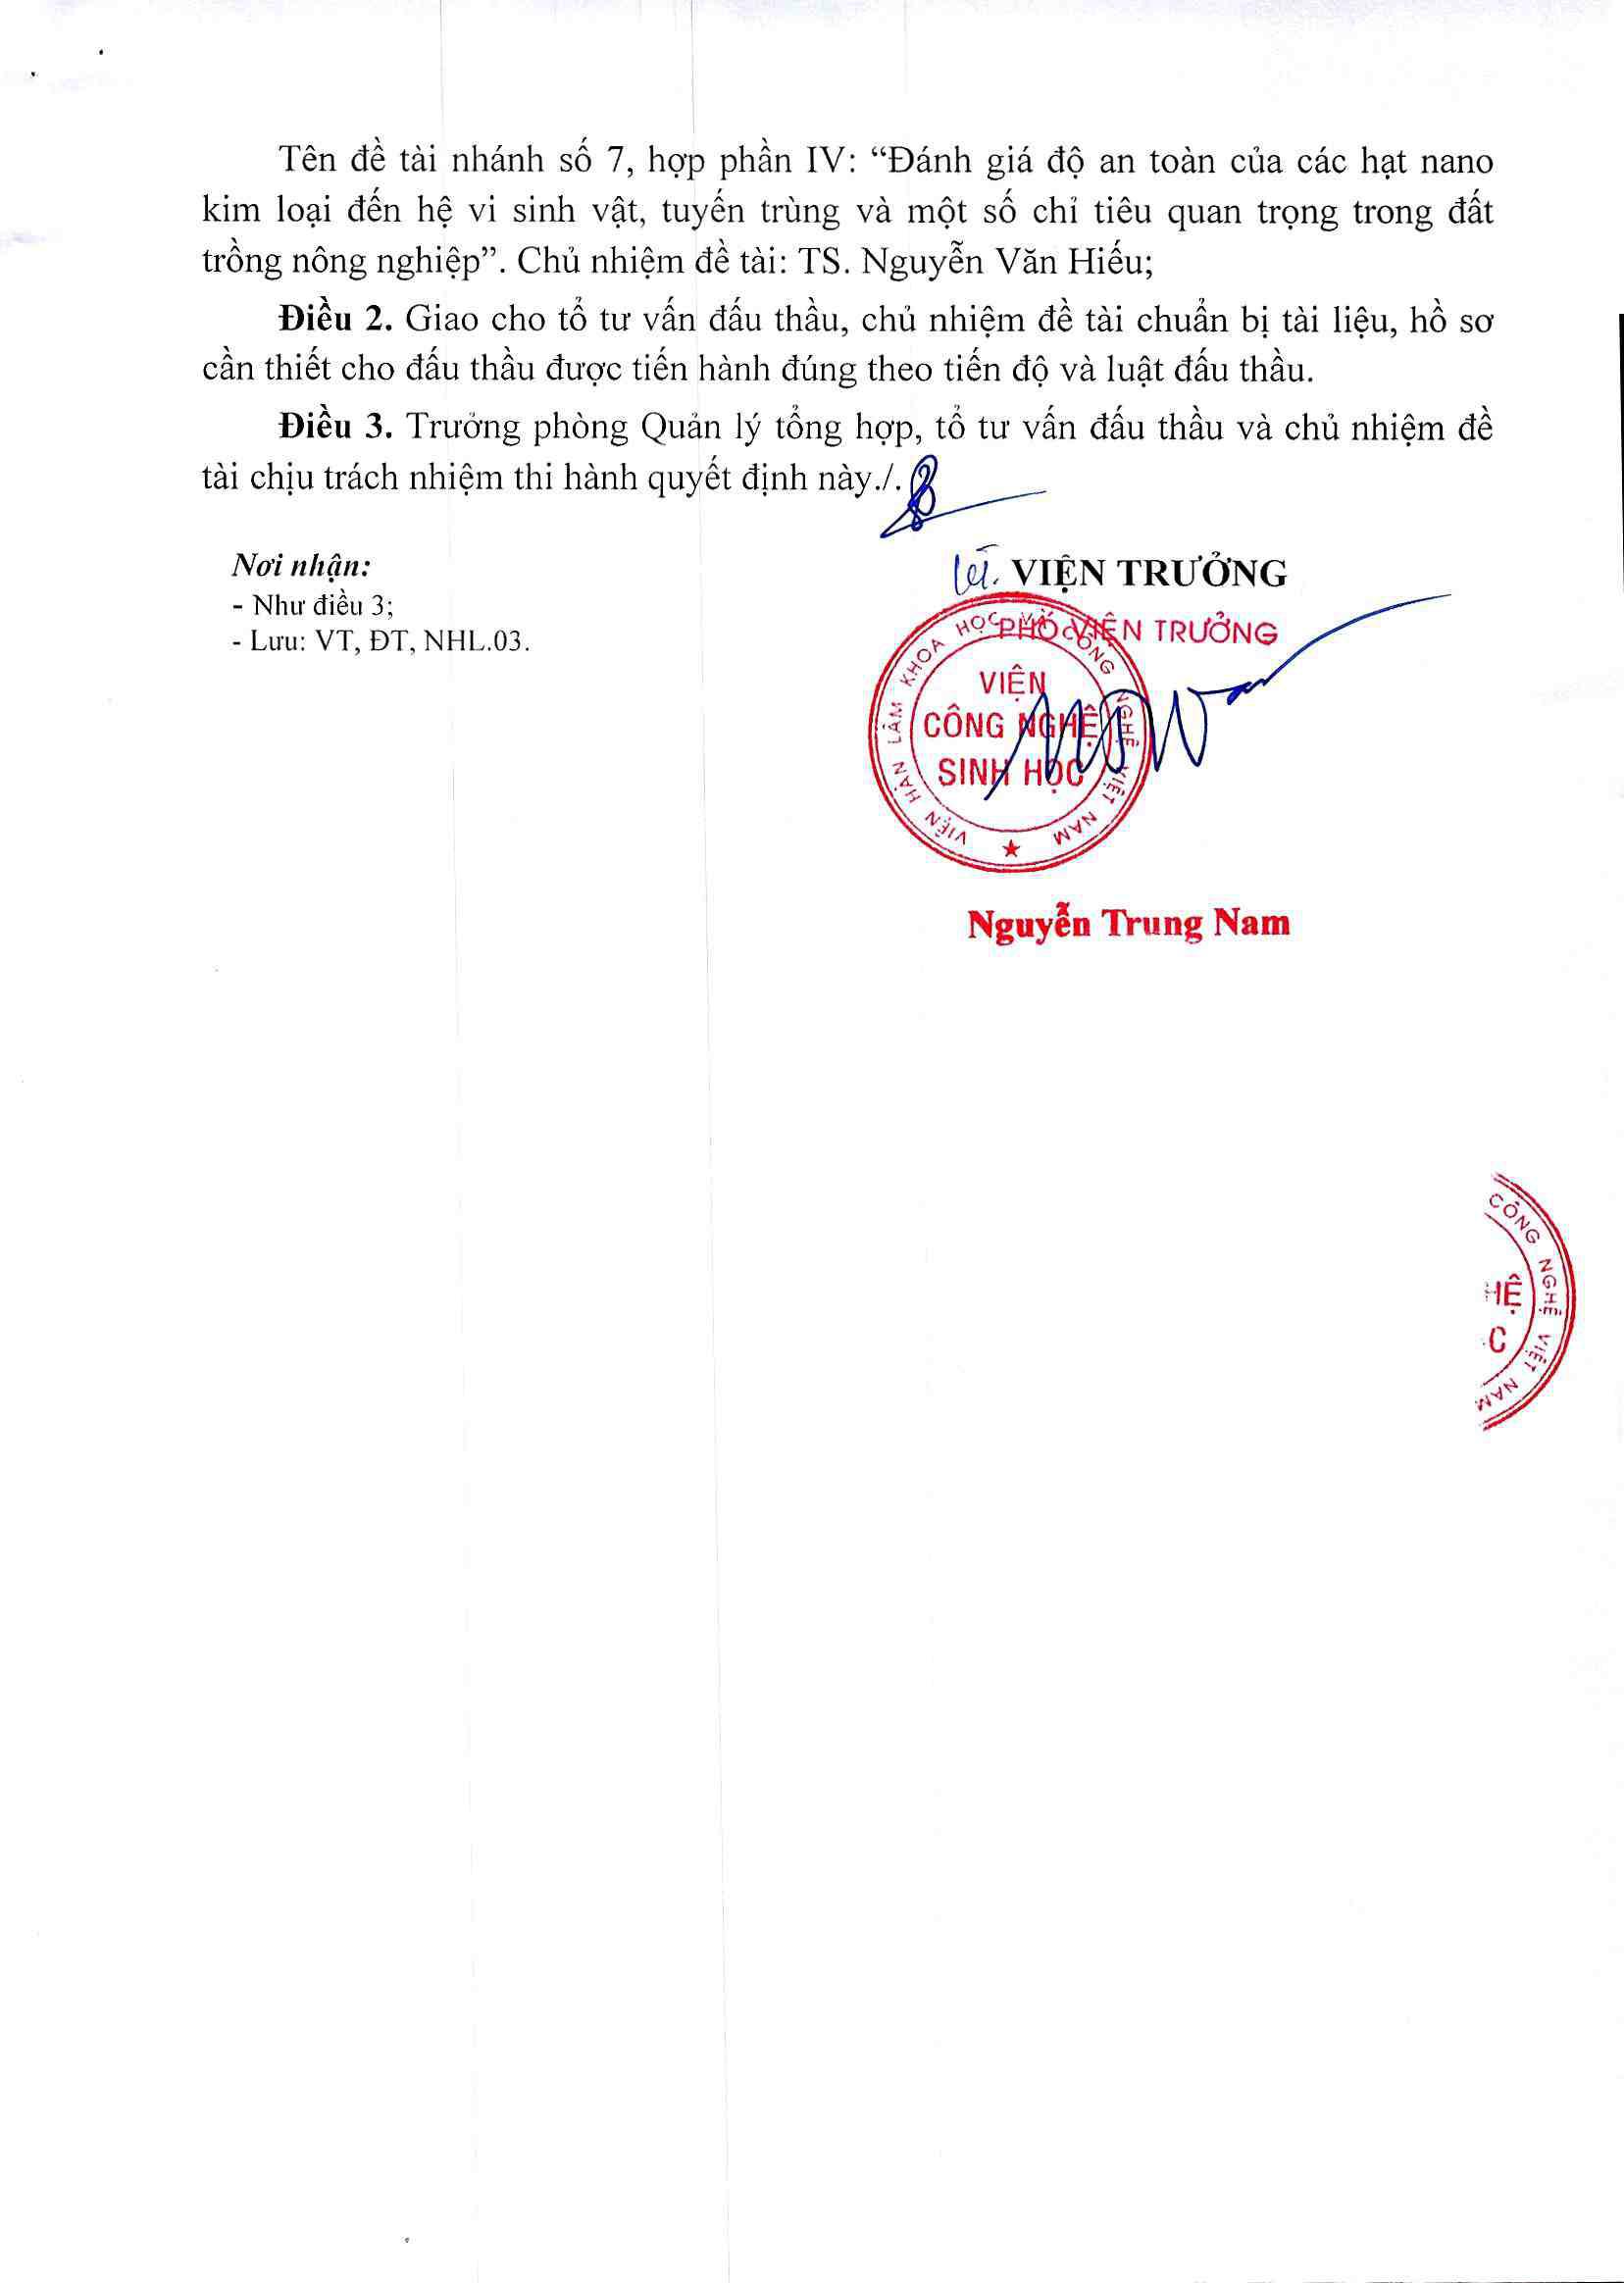 Tên đề tài nhánh số 7, hợp phần IV: “Đánh giá độ an toàn của các hạt nano
kim loại đến hệ vi sinh vật, tuyến trùng và một số chỉ tiêu quan trọng trong đất
trồng nông nghiệp”. Chủ nhiệm đề tài: TS. Nguyễn Văn Hiếu;
Điều 2. Giao cho tổ tư vấn đấu thầu, chủ nhiệm đề tài chuẩn bị tài liệu, hồ sơ
cần thiết cho đấu thầu được tiến hành đúng theo tiến độ và luật đấu thầu.
Điều 3. Trưởng phòng Quản lý tổng hợp, tổ tư vấn đấu thầu và chủ nhiệm đề
tài chịu trách nhiệm thi hành quyết định này./.
Nơi nhận:
- Như điều 3;
- Lưu: VT, ĐT, NHL.03.
VIỆN TRƯỞNG
PHÓ VIỆN TRƯỞNG
VIỆN HÀN LÂM KHOA HỌC VÀ CÔNG NGHỆ VIỆT NAM
VIỆN
CÔNG NGHỆ
SINH HỌC
Nguyễn Trung Nam
CÔNG NGHỆ VIỆT NAM
HỆ
C